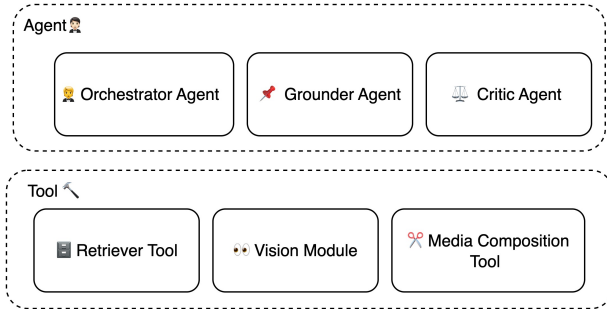 Agent
Orchestrator Agent
Grounder Agent
Critic Agent
Tool
Retriever Tool
Vision Module
Media Composition
Tool